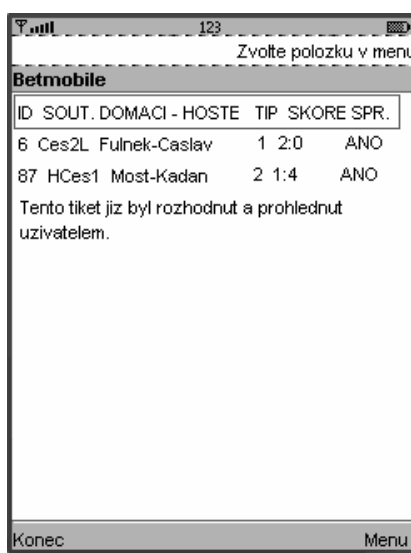 123
Zvolte polozku v menu
Betmobile
ID SOUT. DOMACI - HOSTE TIP SKORE SPR.
6 Ces2L Fulnek-Caslav 1 2:0 ANO
87 HCes1 Most-Kadan 2 1:4 ANO
Tento tiket jiz byl rozhodnut a prohlednut
uzivatelem.
Konec Menu